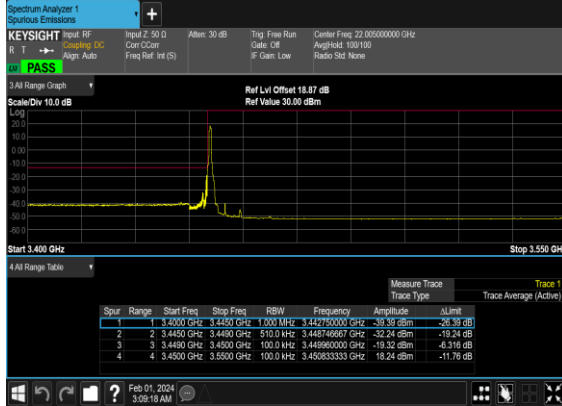 Spectrum Analyzer 1
Spurious Emissions
KEYSIGHT Input: RF Input Z: 50 Ω Atten: 30 dB Trig: Free Run Center Freq: 22.005000000 GHz
R T Coupling: DC Corr CCorr Gate: Off Avg|Hold: 100/100
Align: Auto Freq Ref: Int (S) IF Gain: Low Radio Std: None
PASS
3 All Range Graph
Ref Lvl Offset 18.87 dB
Scale/Div 10.0 dB Ref Value 30.00 dBm
Log
20.0
10.0
0.00
-10.0
-20.0
-30.0
-40.0
-50.0
-60.0
Start 3.400 GHz Stop 3.550 GH
4 All Range Table
Measure Trace Trace 1
Trace Type Trace Average (Active)
Spur Range Start Freq Stop Freq RBW Frequency Amplitude ΔLimit
1 1 3.4000 GHz 3.4450 GHz 1.000 MHz 3.442750000 GHz -39.39 dBm -26.39 dB
2 2 3.4450 GHz 3.4490 GHz 510.0 kHz 3.448746667 GHz -32.24 dBm -19.24 dB
3 3 3.4490 GHz 3.4500 GHz 100.0 kHz 3.449960000 GHz -19.32 dBm -6.316 dB
4 4 3.4500 GHz 3.5500 GHz 100.0 kHz 3.450833333 GHz 18.24 dBm -11.76 dB
Feb 01, 2024
3:09:18 AM